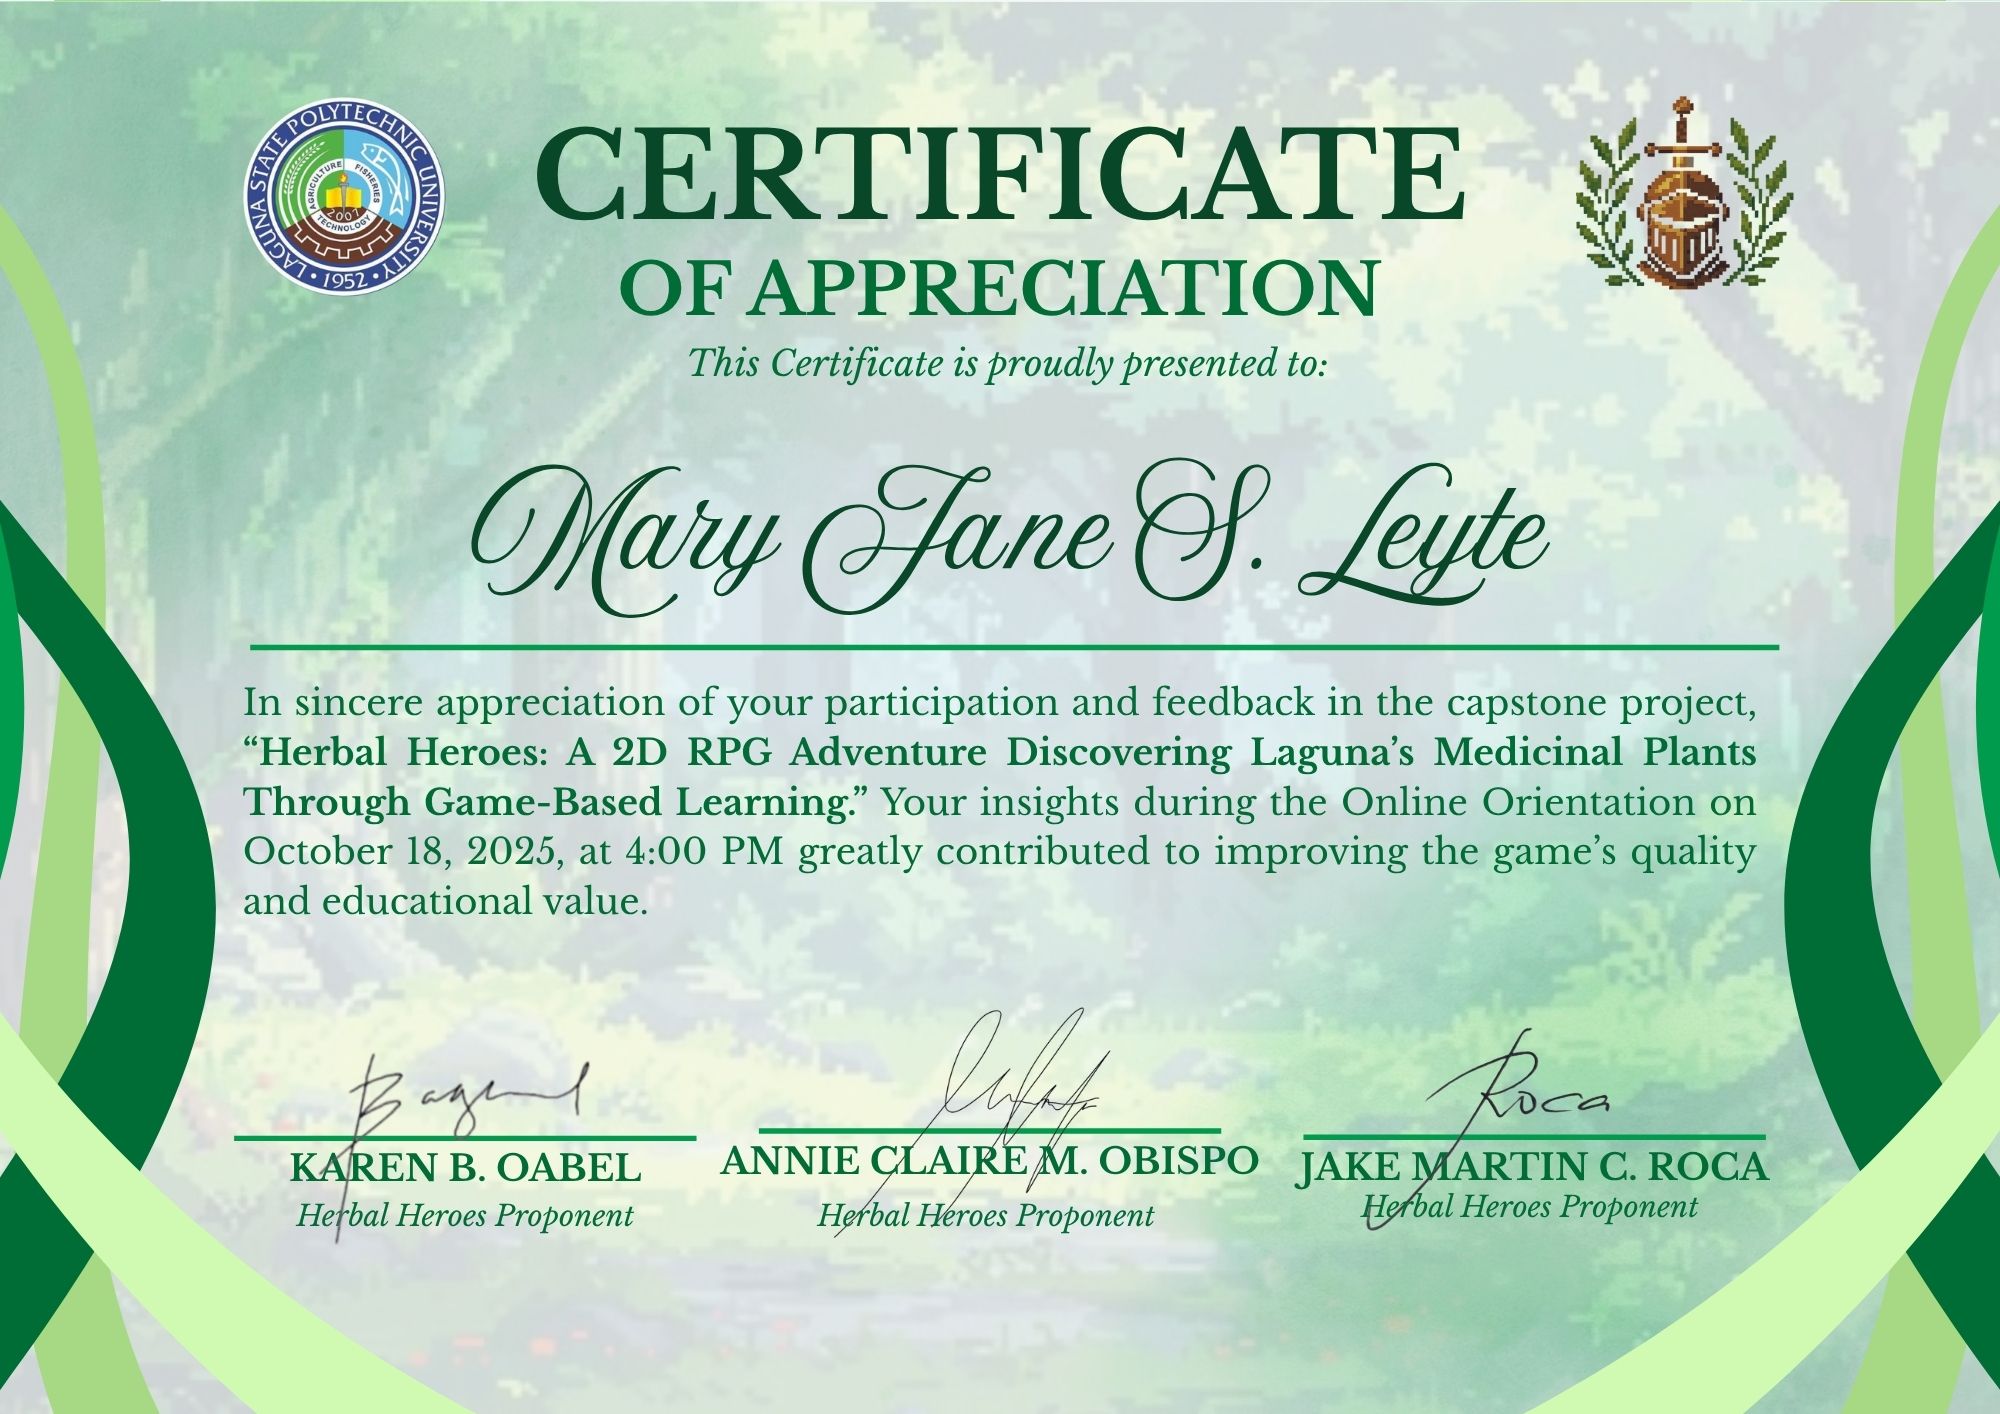 LAGUNA STATE POLYTECHNIC UNIVERSITY
AGRICULTURE
FISHERIES
2007
TECHNOLOGY
• 1952 •
CERTIFICATE
OF APPRECIATION
This Certificate is proudly presented to:
Mary Jane S. Leyte
In sincere appreciation of your participation and feedback in the capstone project,
“Herbal Heroes: A 2D RPG Adventure Discovering Laguna’s Medicinal Plants
Through Game-Based Learning.” Your insights during the Online Orientation on
October 18, 2025, at 4:00 PM greatly contributed to improving the game’s quality
and educational value.
Roca
KAREN B. OABEL
Herbal Heroes Proponent
ANNIE CLAIRE M. OBISPO
Herbal Heroes Proponent
JAKE MARTIN C. ROCA
Herbal Heroes Proponent